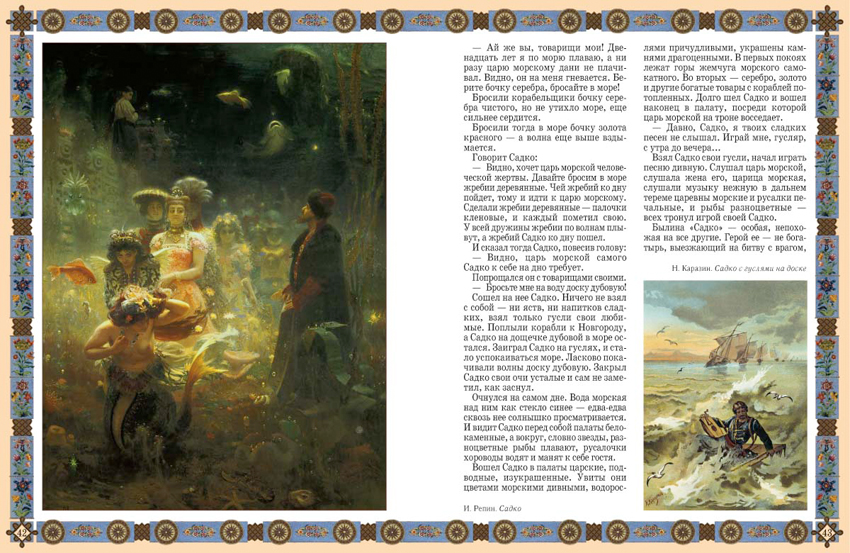 — Ай же вы, товарищи мои! Две-
надцать лет я по морю плаваю, а ни
разу царю морскому дани не плачи-
вал. Видно, он на меня гневается. Бе-
рите бочку серебра, бросайте в море!
Бросили корабельщики бочку сере-
бра чистого, но не утихло море, еще
сильнее сердится.
Бросили тогда в море бочку золота
красного — а волна еще выше взды-
мается.
Говорит Садко:
— Видно, хочет царь морской челове-
ческой жертвы. Давайте бросим в море
жребии деревянные. Чей жребий ко дну
пойдет, тому и идти к царю морскому.
Сделали жребии деревянные — палочки
кленовые, и каждый пометил свою.
У всей дружины жребии по волнам плы-
вут, а жребий Садко ко дну пошел.
И сказал тогда Садко, повесив голову:
— Видно, царь морской самого
Садко к себе на дно требует.
Попрощался он с товарищами своими.
— Бросьте мне на воду доску дубовую!
Сошел на нее Садко. Ничего не взял
с собой — ни яств, ни напитков слад-
ких, взял только гусли свои люби-
мые. Поплыли корабли к Новгороду,
а Садко на дощечке дубовой в море ос-
тался. Заиграл Садко на гуслях, и ста-
ло успокаиваться море. Ласково пока-
чивали волны доску дубовую. Закрыл
Садко свои очи усталые и сам не заме-
тил, как заснул.
Очнулся на самом дне. Вода морская
над ним как стекло синее — едва-едва
сквозь нее солнышко просматривается.
И видит Садко перед собой палаты бело-
каменные, а вокруг, словно звезды, раз-
ноцветные рыбы плавают, русалочки
хороводы водят и манят к себе гостя.
Вошел Садко в палаты царские, под-
водные, изукрашенные. Увиты они
цветами морскими дивными, водорос-
И. Репин. Садко
12
лями причудливыми, украшены кам-
нями драгоценными. В первых покоях
лежат горы жемчуга морского само-
катного. Во вторых — серебро, золото
и другие богатые товары с кораблей по-
топленных. Долго шел Садко и вошел
наконец в палату, посреди которой
царь морской на троне восседает.
— Давно, Садко, я твоих сладких
песен не слышал. Играй мне, гусляр,
с утра до вечера...
Взял Садко свои гусли, начал играть
песню дивную. Слушал царь морской,
слушала жена его, царица морская,
слушали музыку нежную в дальнем
тереме царевны морские и русалки пе-
чальные, и рыбы разноцветные —
всех тронул игрой своей Садко.
Былина «Садко» — особая, непохо-
жая на все другие. Герой ее — не бога-
тырь, выезжающий на битву с врагом,
Н. Каразин. Садко с гуслями на доске
13